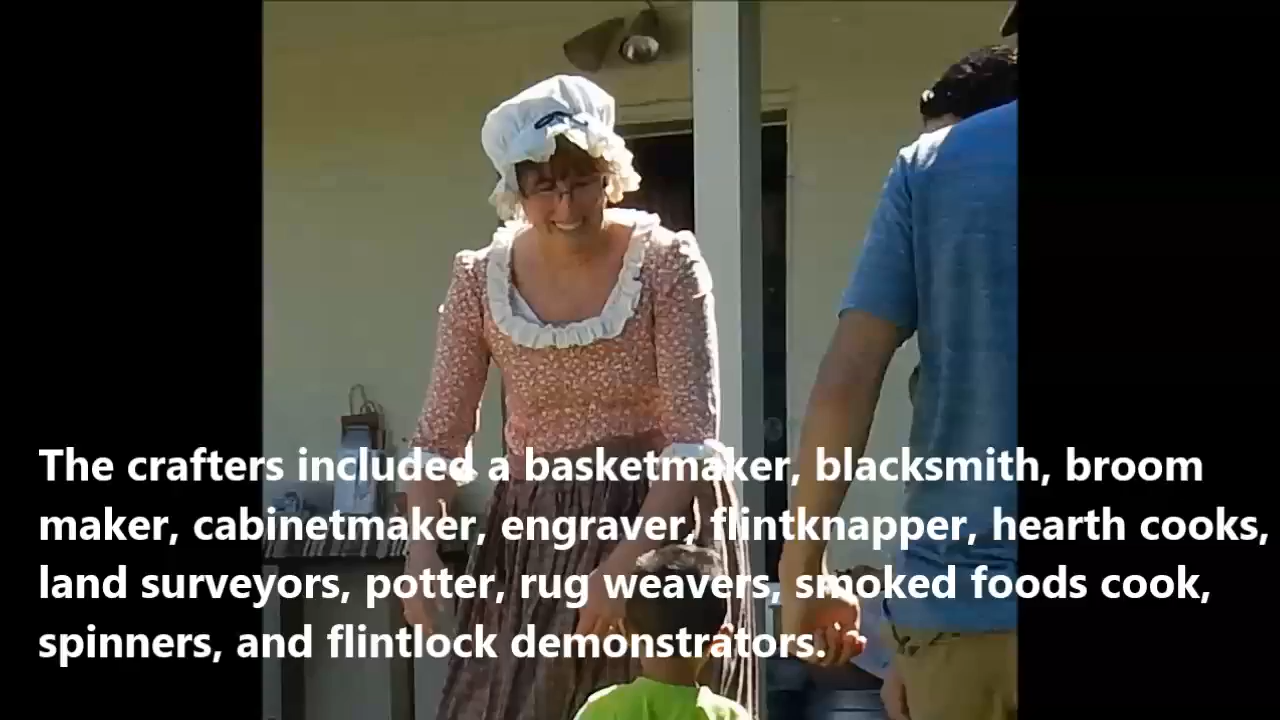 The crafters included a basketmaker, blacksmith, broom
maker, cabinetmaker, engraver, flintknapper, hearth cooks,
land surveyors, potter, rug weavers, smoked foods cook,
spinners, and flintlock demonstrators.